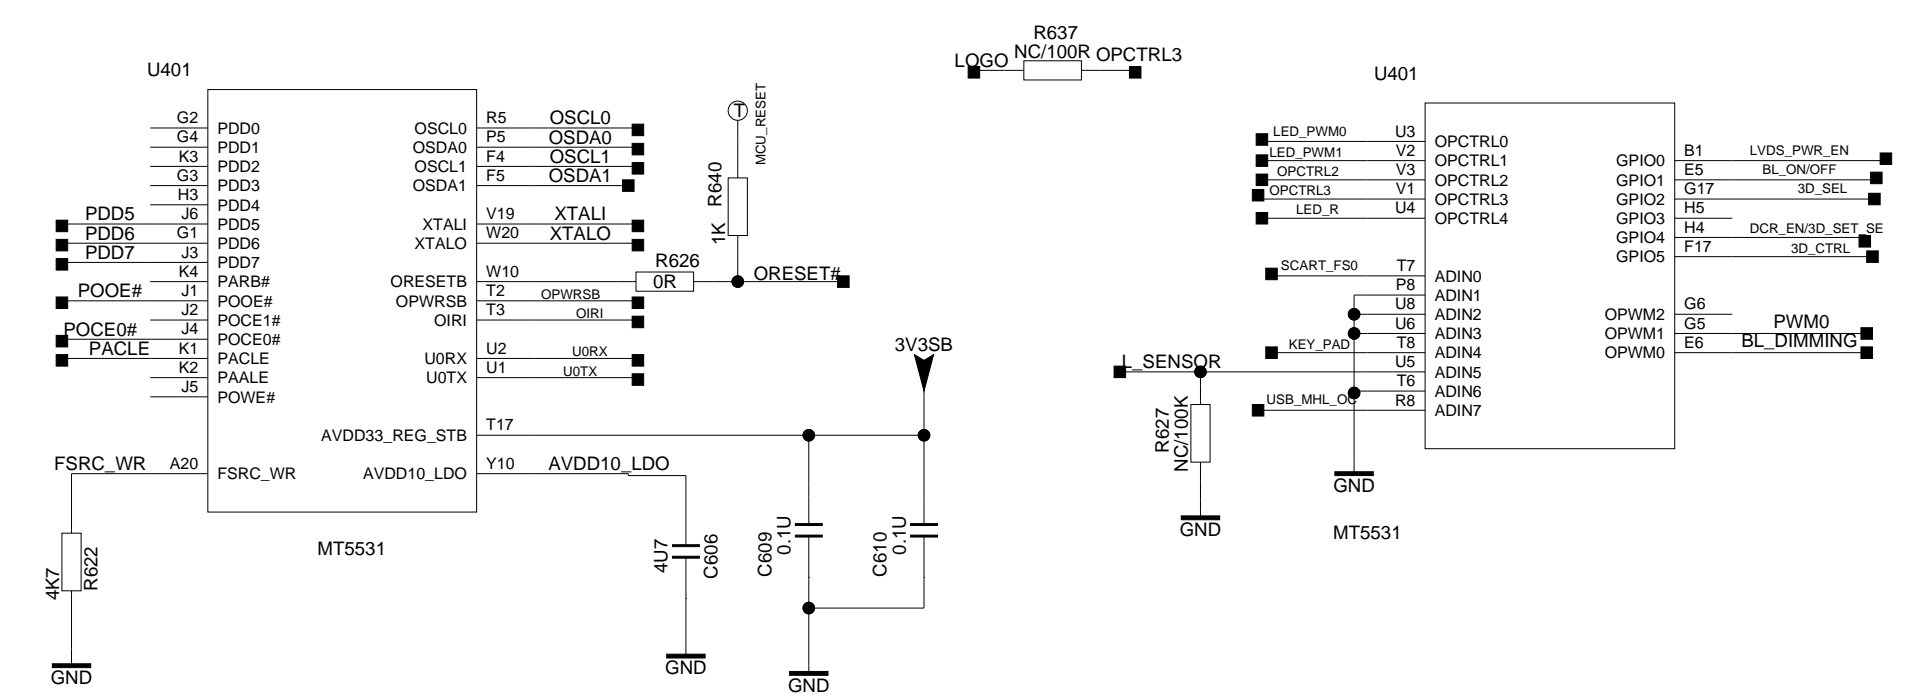 R637
NC/100R
LOGO
OPCTRL3
U401
G2 PDD0
G4 PDD1
K3 PDD2
G3 PDD3
H3 PDD4
PDD5 J6 PDD5
PDD6 G1 PDD6
PDD7 J3 PDD7
K4 PARB#
POOE# J1 POOE#
J2 POCE1#
POCE0# J4 POCE0#
PACLE K1 PACLE
K2 PAALE
J5 POWE#
FSRC_WR A20 FSRC_WR
OSCL0 R5 OSCL0
OSDA0 P5 OSDA0
OSCL1 F4 OSCL1
OSDA1 F5 OSDA1
XTALI V19 XTALI
XTALO W20 XTALO
ORESETB W10
OPWRSB T2 OPWRSB
OIRI T3 OIRI
U0RX U2 U0RX
U0TX U1 U0TX
AVDD33_REG_STB T17
AVDD10_LDO Y10 AVDD10_LDO
MT5531
R626
0R
ORESET#
T
MCU_RESET
R640
1K
3V3SB
4K7
R622
GND
4U7
C606
GND
C609
0.1U
C610
0.1U
GND
U401
LED_PWM0 U3 OPCTRL0
LED_PWM1 V2 OPCTRL1
OPCTRL2 V3 OPCTRL2
OPCTRL3 V1 OPCTRL3
LED_R U4 OPCTRL4
SCART_FS0 T7 ADIN0
P8 ADIN1
U8 ADIN2
U6 ADIN3
KEY_PAD T8 ADIN4
L_SENSOR U5 ADIN5
T6 ADIN6
USB_MHL_OC R8 ADIN7
GPIO0 B1 LVDS_PWR_EN
GPIO1 E5 BL_ON/OFF
GPIO2 G17 3D_SEL
GPIO3 H5
GPIO4 H4 DCR_EN/3D_SET_SE
GPIO5 F17 3D_CTRL
OPWM2 G6
OPWM1 G5 PWM0
OPWM0 E6 BL_DIMMING
R627
NC/100K
GND
GND
MT5531